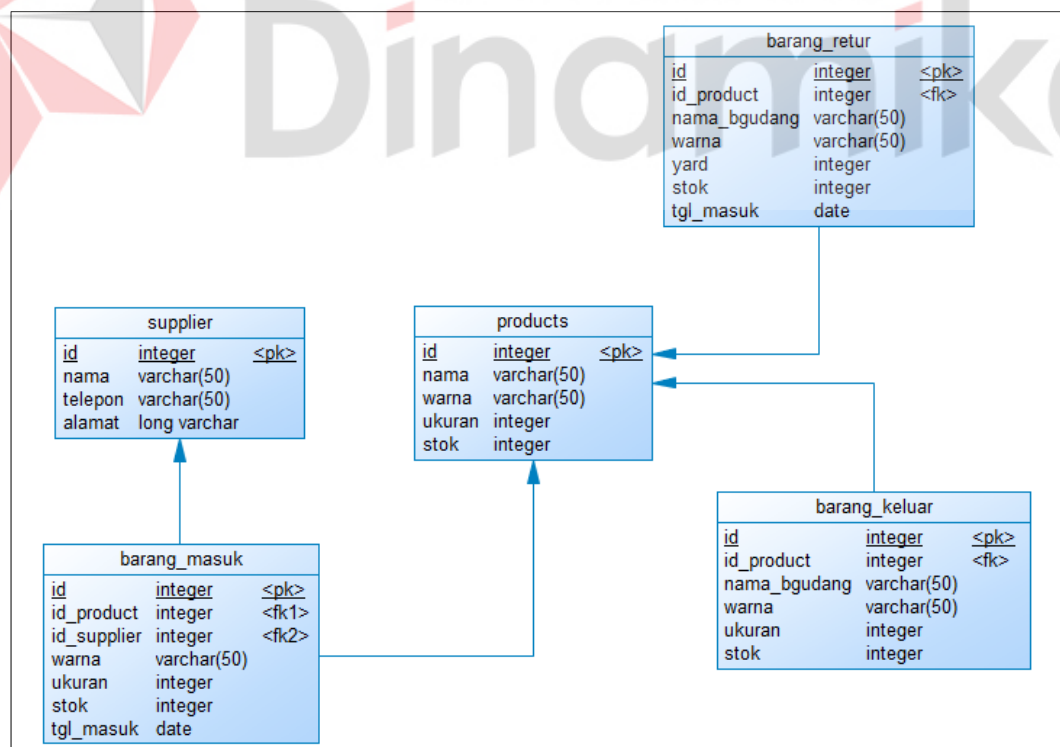 Dinamika
barang_retur
id integer <pk>
id_product integer <fk>
nama_bgudang varchar(50)
warna varchar(50)
yard integer
stok integer
tgl_masuk date
supplier
id integer <pk>
nama varchar(50)
telepon varchar(50)
alamat long varchar
products
id integer <pk>
nama varchar(50)
warna varchar(50)
ukuran integer
stok integer
barang_masuk
id integer <pk>
id_product integer <fk1>
id_supplier integer <fk2>
warna varchar(50)
ukuran integer
stok integer
tgl_masuk date
barang_keluar
id integer <pk>
id_product integer <fk>
nama_bgudang varchar(50)
warna varchar(50)
ukuran integer
stok integer